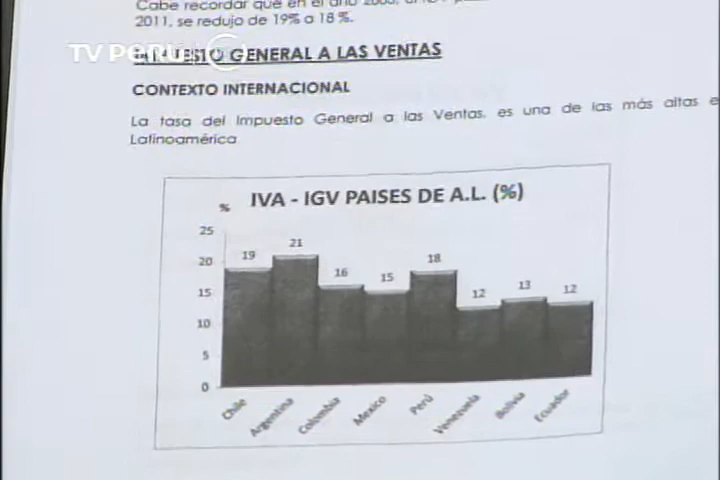 Cabe recordar que en el año
2011, se redujo de 19% a 18%.
TV PERÚ
IMPUESTO GENERAL A LAS VENTAS
CONTEXTO INTERNACIONAL
La tasa del Impuesto General a las Ventas, es una de las más altas e
Latinoamérica
IVA - IGV PAISES DE A.L. (%)
%
25
20
15
10
5
0
19
21
16
15
18
12
13
12
Chile
Argentina
Colombia
Mexico
Perú
Venezuela
Bolivia
Ecuador